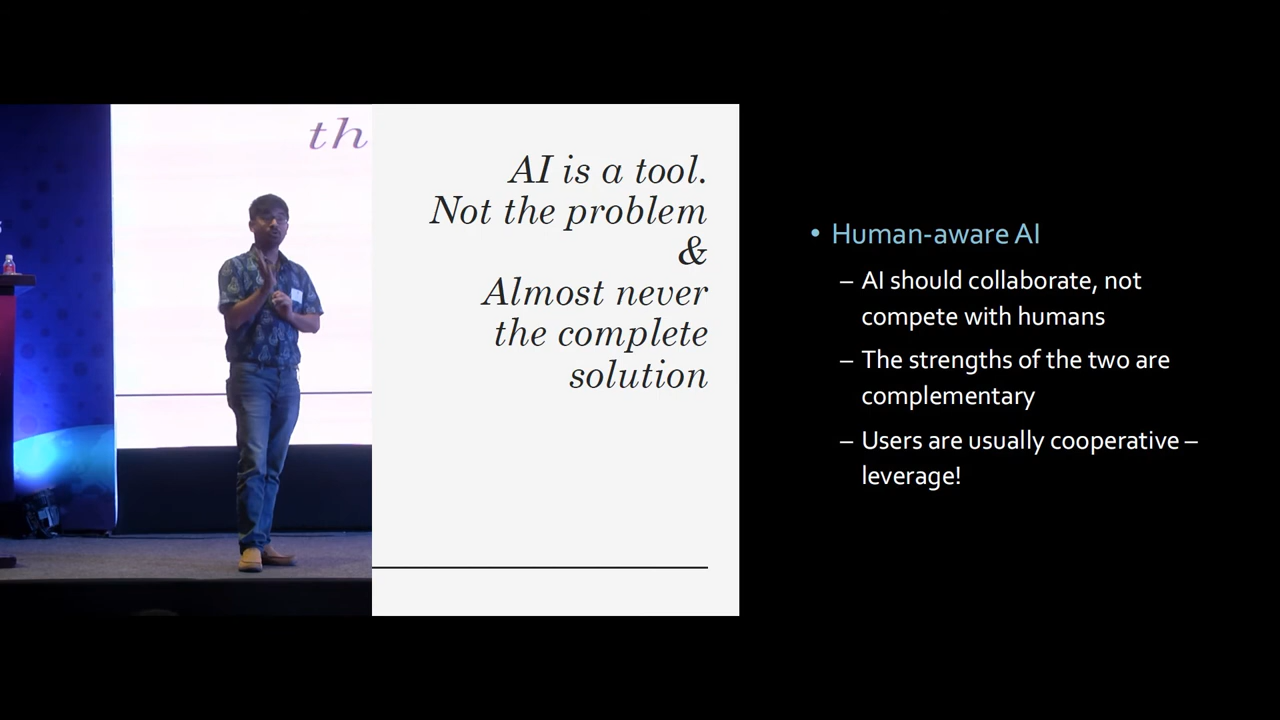 th
AI is a tool.
Not the problem
&
Almost never
the complete
solution
• Human-aware AI
– AI should collaborate, not
compete with humans
– The strengths of the two are
complementary
– Users are usually cooperative –
leverage!